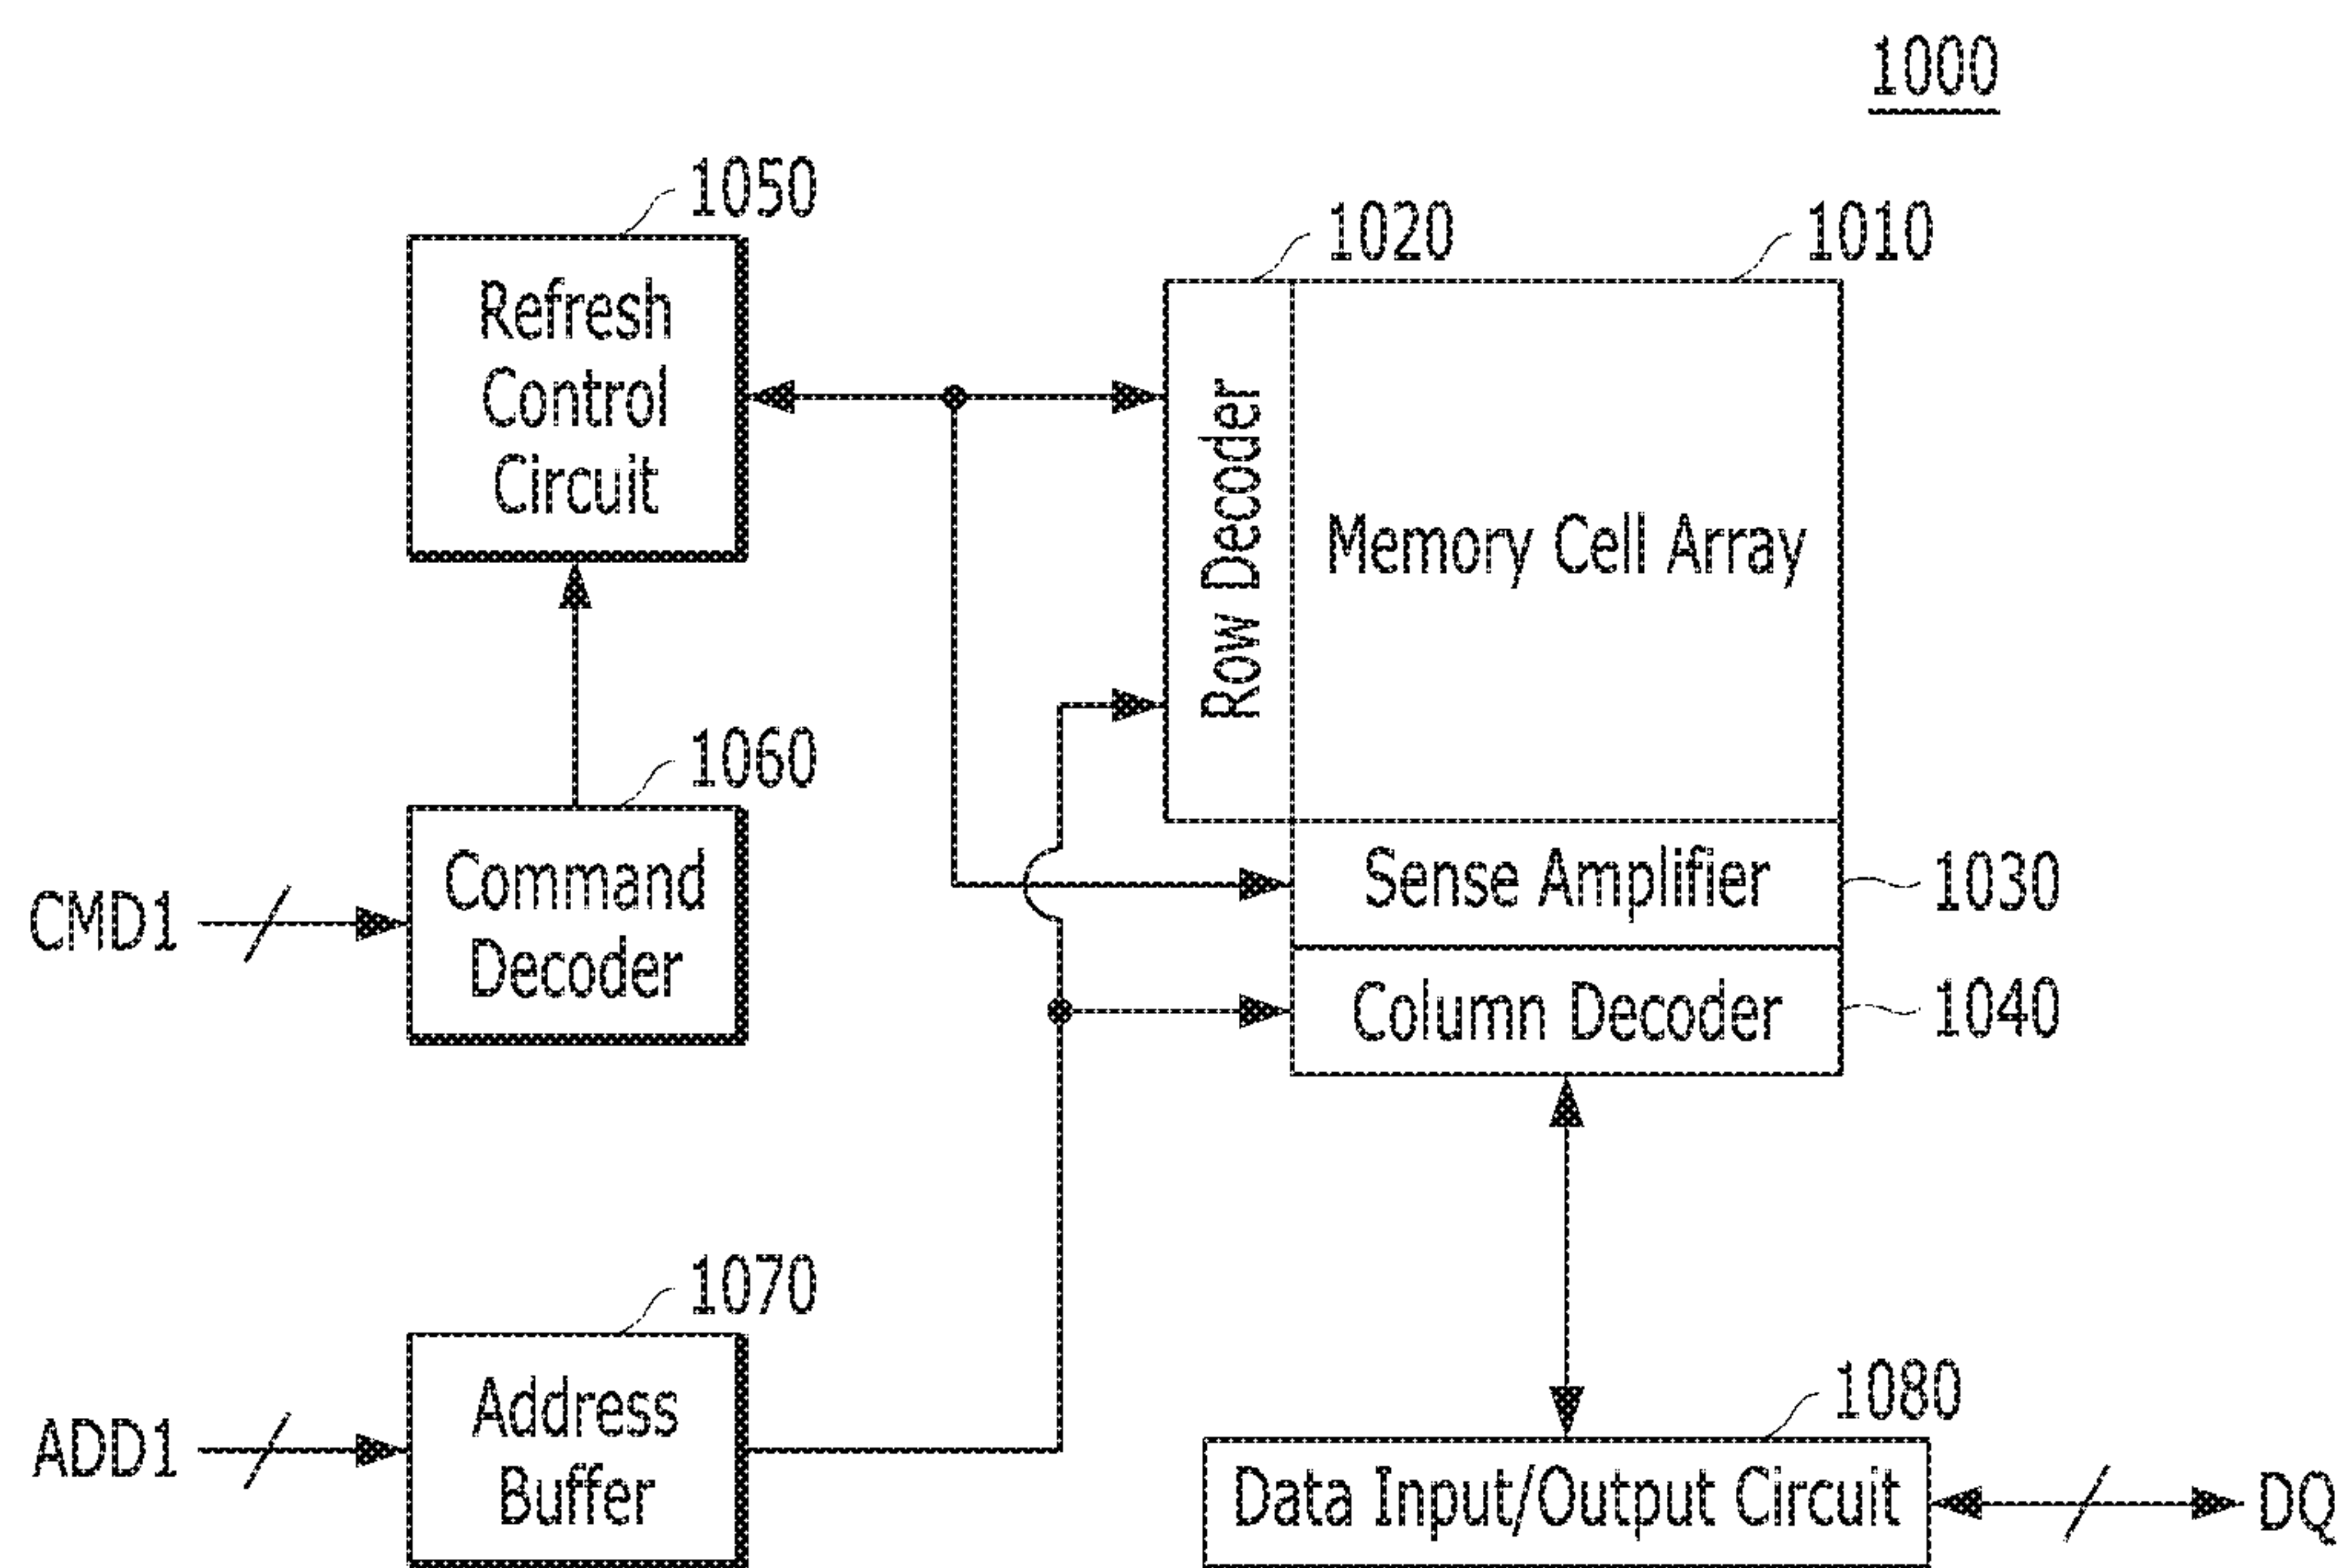 1000
1050
1020
1010
Refresh
Control
Circuit
Row Decoder
Memory Cell Array
1060
Command
Decoder
CMD1
Sense Amplifier
1030
Column Decoder
1040
1070
ADD1
Address
Buffer
1080
Data Input/Output Circuit
DQ